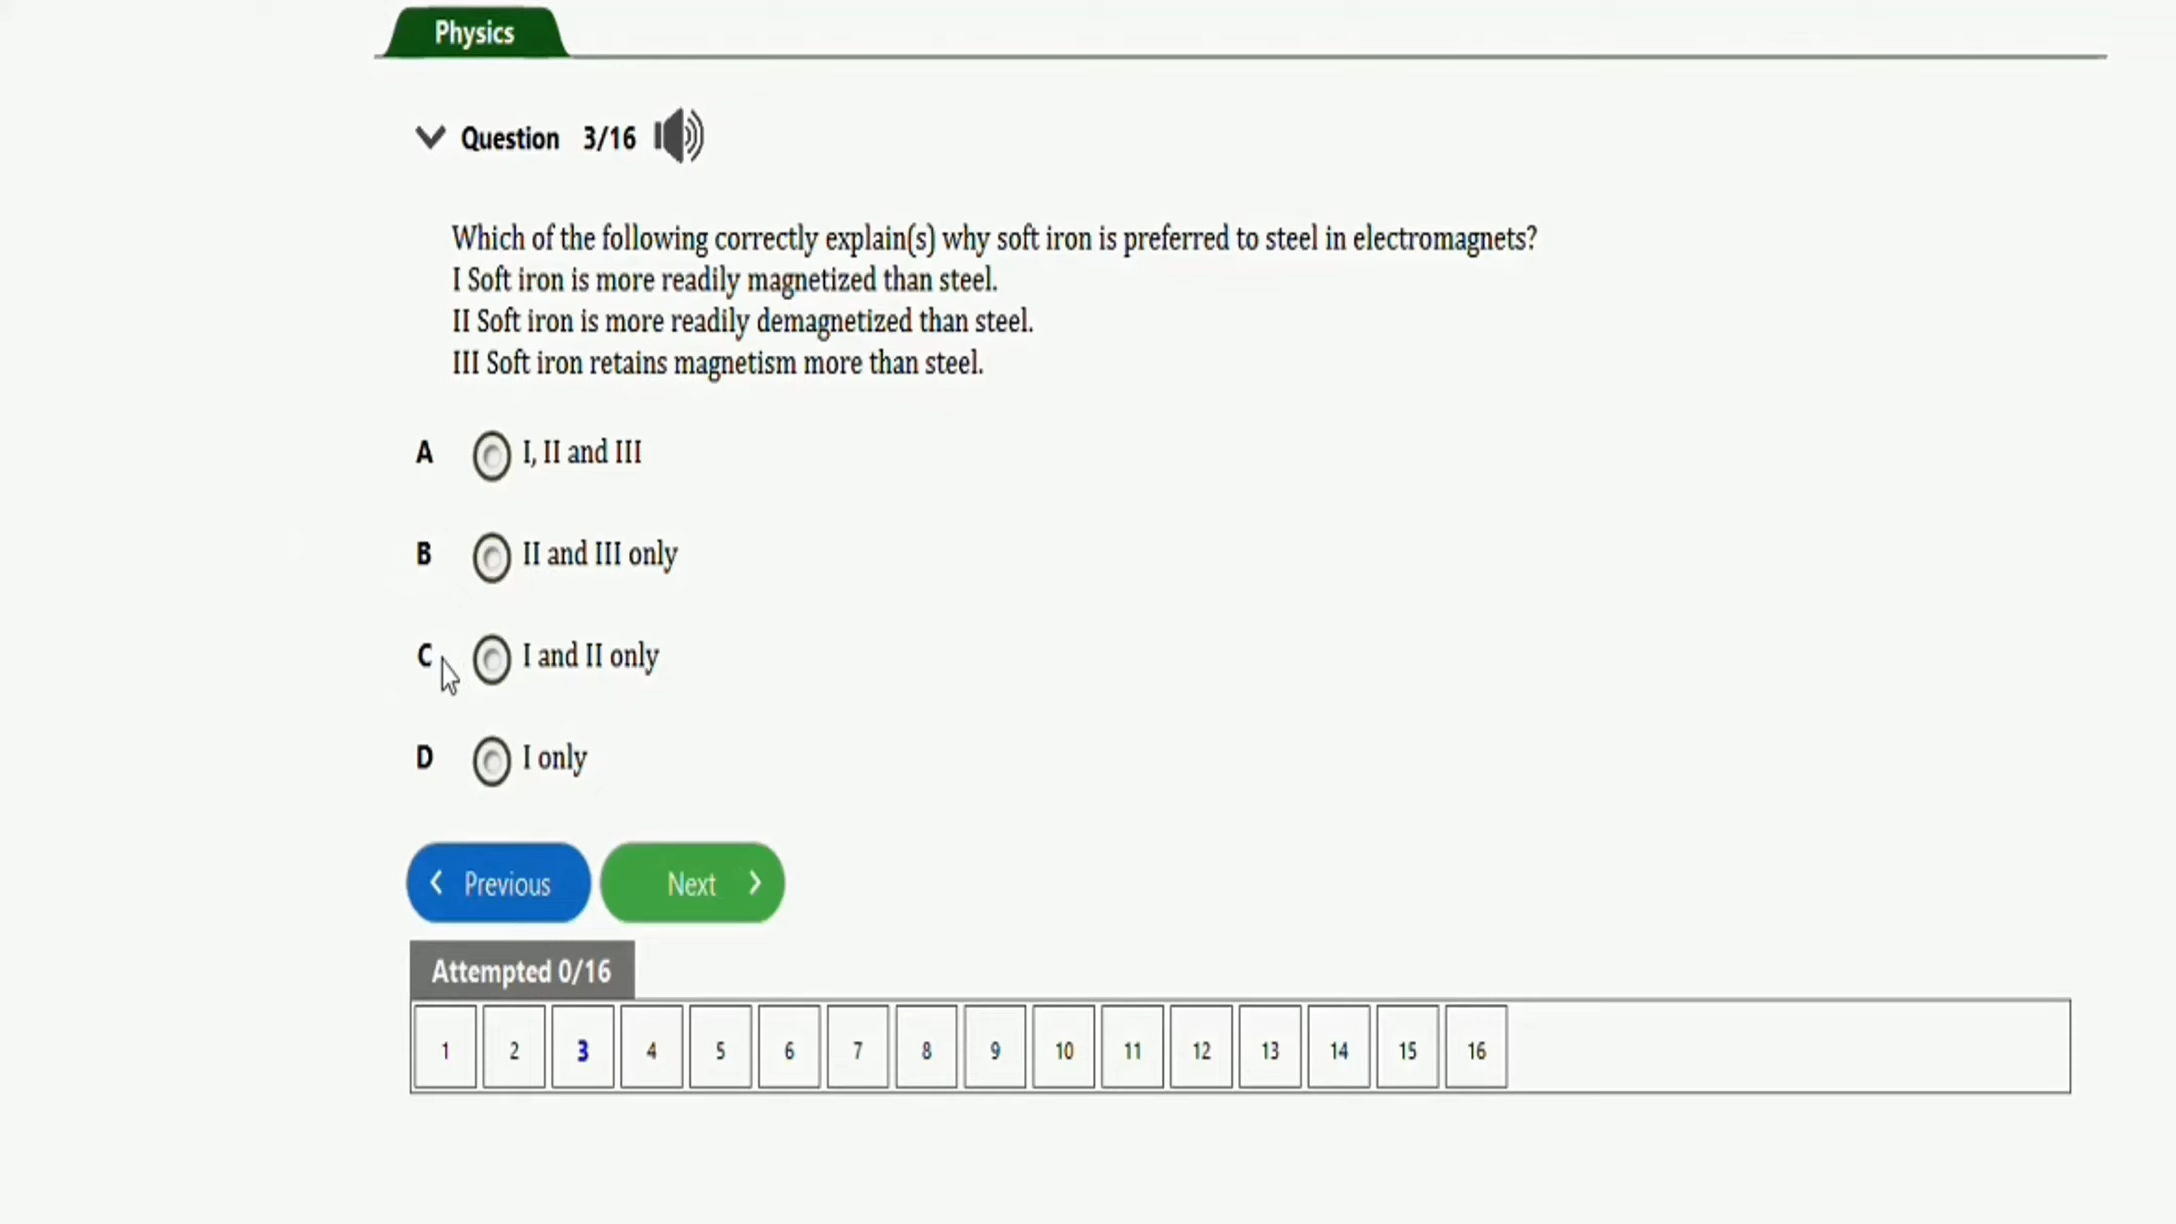 Physics
Question 3/16
Which of the following correctly explain(s) why soft iron is preferred to steel in electromagnets?
I Soft iron is more readily magnetized than steel.
II Soft iron is more readily demagnetized than steel.
III Soft iron retains magnetism more than steel.
A I, II and III
B II and III only
C I and II only
D I only
Previous Next
Attempted 0/16
1 2 3 4 5 6 7 8 9 10 11 12 13 14 15 16